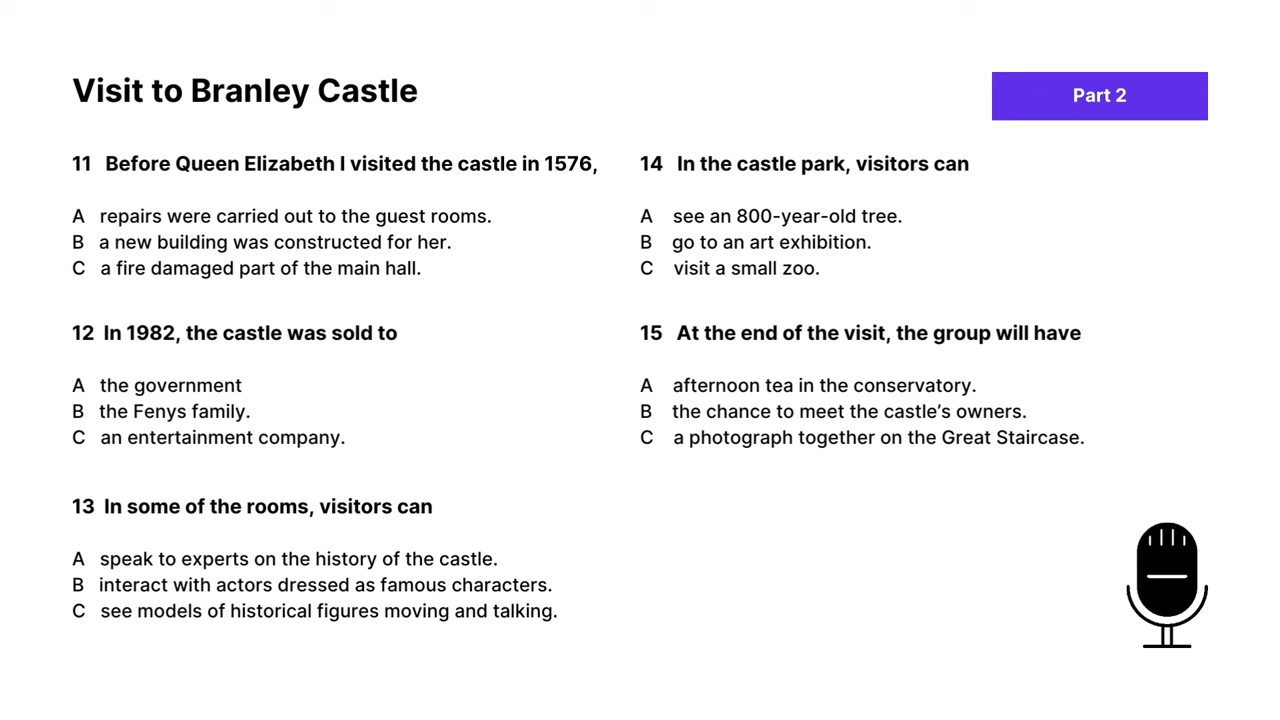 Visit to Branley Castle
Part 2
11 Before Queen Elizabeth I visited the castle in 1576,
A repairs were carried out to the guest rooms.
B a new building was constructed for her.
C a fire damaged part of the main hall.
12 In 1982, the castle was sold to
A the government
B the Fenys family.
C an entertainment company.
13 In some of the rooms, visitors can
A speak to experts on the history of the castle.
B interact with actors dressed as famous characters.
C see models of historical figures moving and talking.
14 In the castle park, visitors can
A see an 800-year-old tree.
B go to an art exhibition.
C visit a small zoo.
15 At the end of the visit, the group will have
A afternoon tea in the conservatory.
B the chance to meet the castle’s owners.
C a photograph together on the Great Staircase.